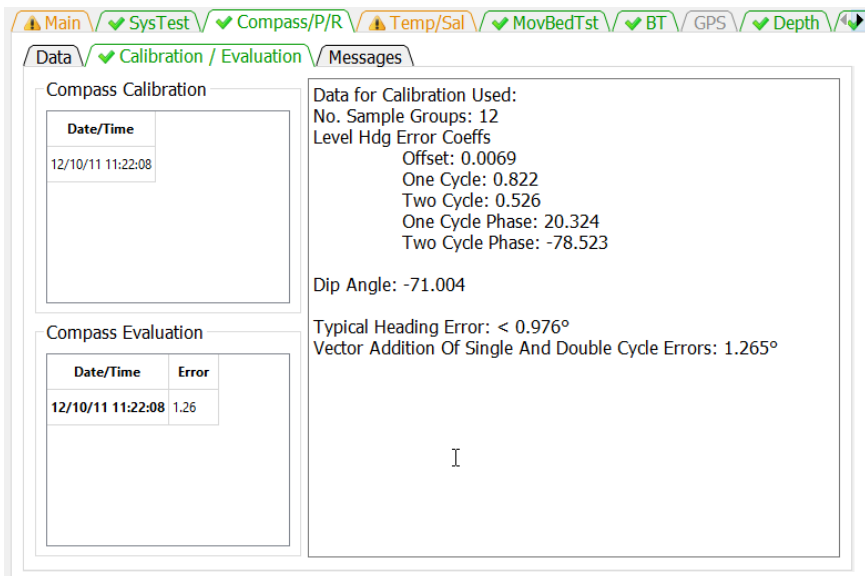 Main SysTest Compass/P/R Temp/Sal MovBedTst BT GPS Depth
Data Calibration / Evaluation Messages
Compass Calibration
Date/Time
12/10/11 11:22:08
Compass Evaluation
Date/Time Error
12/10/11 11:22:08 1.26
Data for Calibration Used:
No. Sample Groups: 12
Level Hdg Error Coeffs
Offset: 0.0069
One Cycle: 0.822
Two Cycle: 0.526
One Cycle Phase: 20.324
Two Cycle Phase: -78.523
Dip Angle: -71.004
Typical Heading Error: < 0.976°
Vector Addition Of Single And Double Cycle Errors: 1.265°